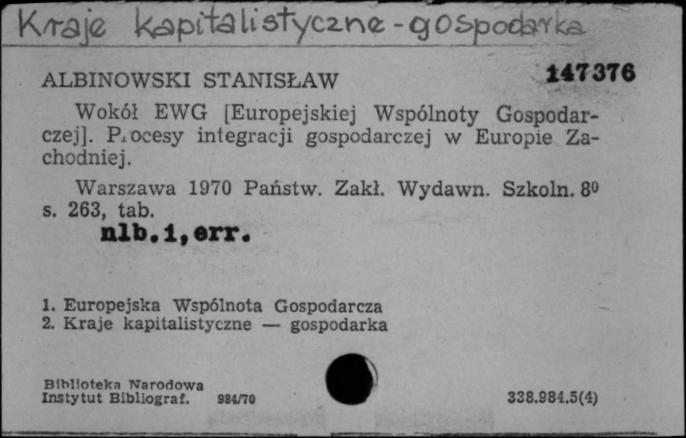 Kraje kapitalistyczne - gospodarka
ALBINOWSKI STANISŁAW
147376
Wokół EWG [Europejskiej Wspólnoty Gospodar-
czej]. Procesy integracji gospodarczej w Europie Za-
chodniej.
Warszawa 1970 Państw. Zakł. Wydawn. Szkoln. 8⁰
s. 263, tab.
nlb.1, err.
1. Europejska Wspólnota Gospodarcza
2. Kraje kapitalistyczne — gospodarka
Biblioteka Narodowa
Instytut Bibliograf. 984/70
338.984.5(4)